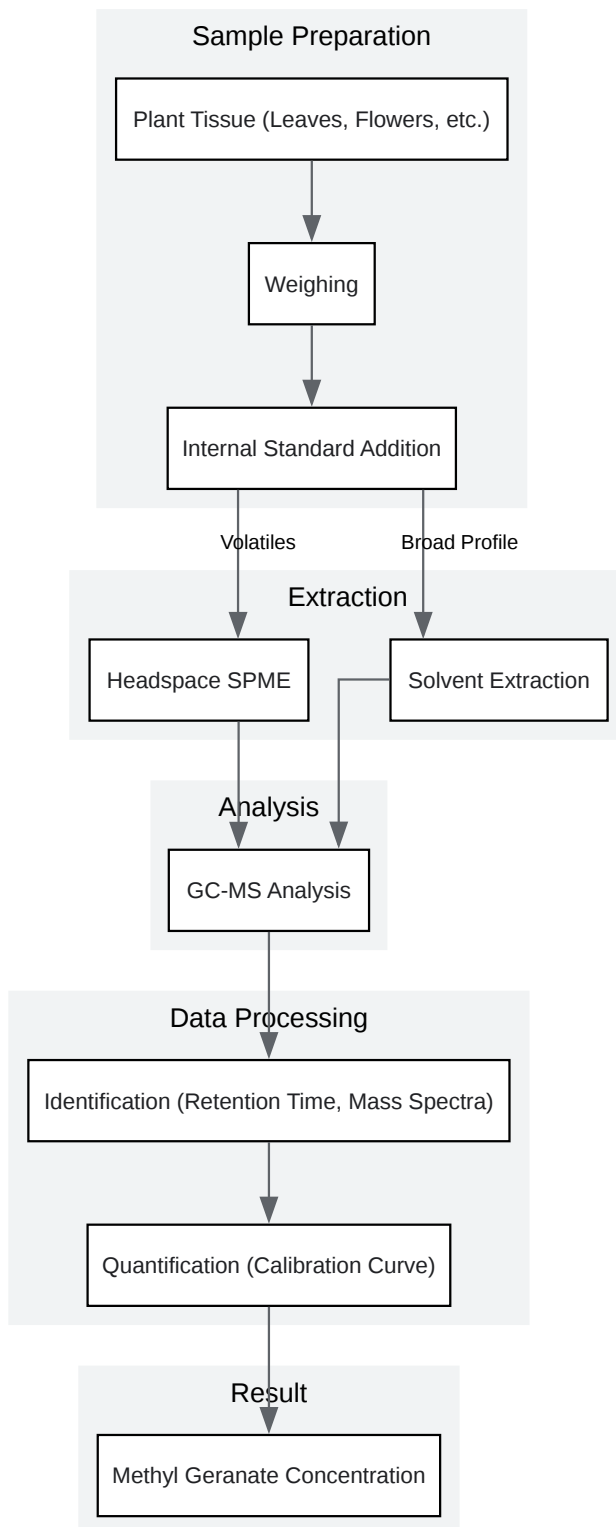 Sample Preparation
Plant Tissue (Leaves, Flowers, etc.)
Weighing
Internal Standard Addition
Volatiles
Broad Profile
Extraction
Headspace SPME
Solvent Extraction
Analysis
GC-MS Analysis
Data Processing
Identification (Retention Time, Mass Spectra)
Quantification (Calibration Curve)
Result
Methyl Geranate Concentration